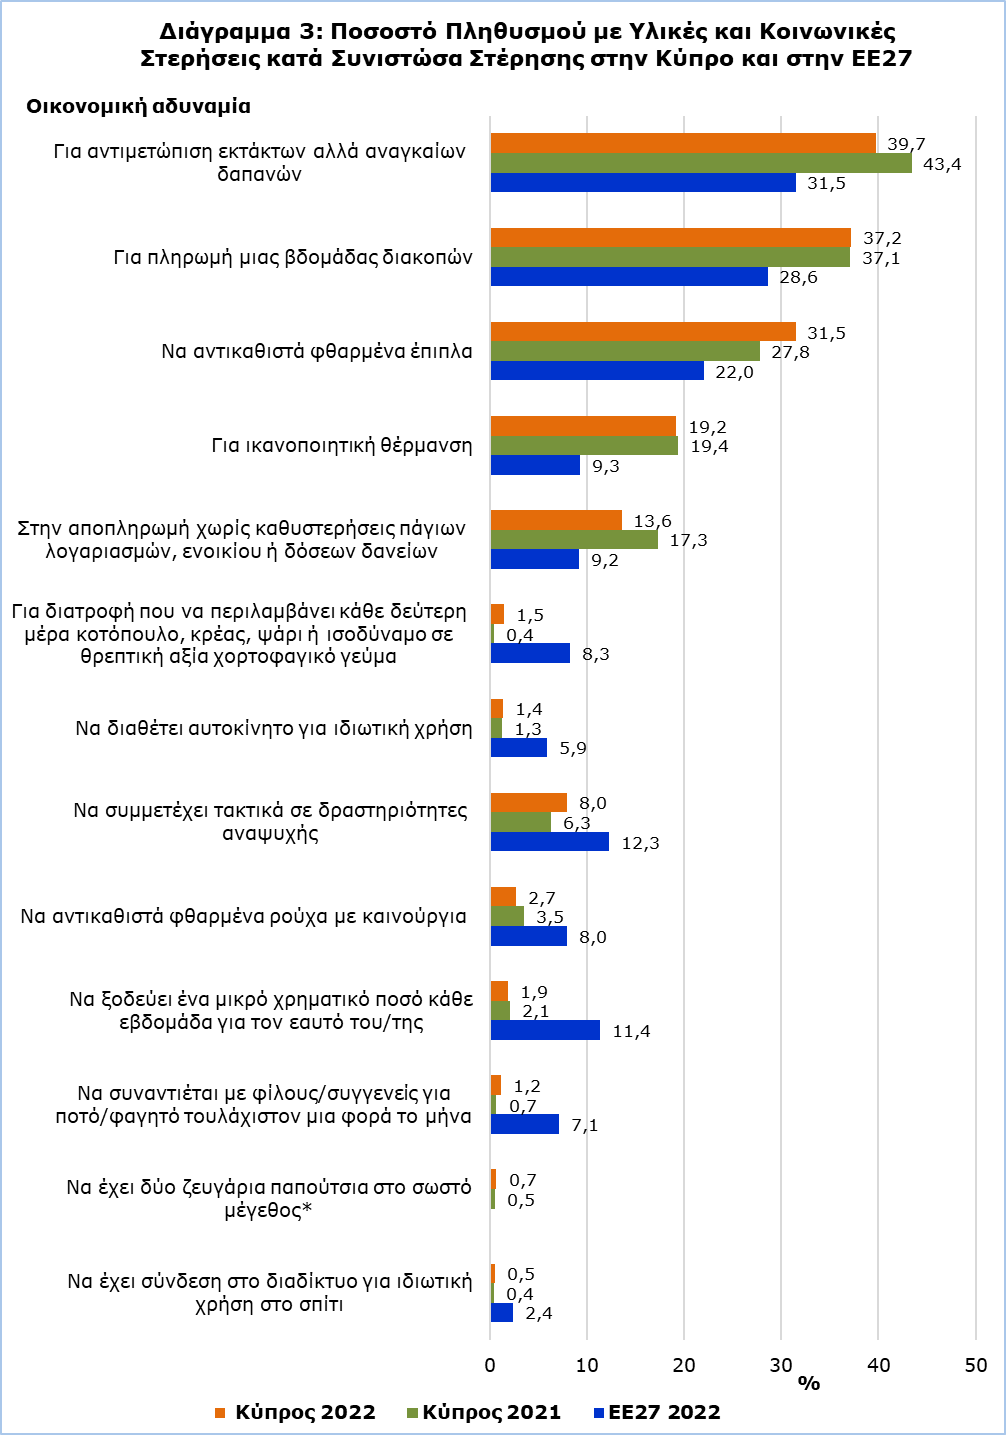 Διάγραμμα 3: Ποσοστό Πληθυσμού με Υλικές και Κοινωνικές
Στερήσεις κατά Συνιστώσα Στέρησης στην Κύπρο και στην ΕΕ27
Οικονομική αδυναμία
Για αντιμετώπιση εκτάκτων αλλά αναγκαίων
δαπανών
39,7
43,4
31,5
Για πληρωμή μιας βδομάδας διακοπών
37,2
37,1
28,6
Να αντικαθιστά φθαρμένα έπιπλα
31,5
27,8
22,0
Για ικανοποιητική θέρμανση
19,2
19,4
9,3
Στην αποπληρωμή χωρίς καθυστερήσεις πάγιων
λογαριασμών, ενοικίου ή δόσεων δανείων
13,6
17,3
9,2
Για διατροφή που να περιλαμβάνει κάθε δεύτερη
μέρα κοτόπουλο, κρέας, ψάρι ή ισοδύναμο σε
θρεπτική αξία χορτοφαγικό γεύμα
1,5
0,4
8,3
Να διαθέτει αυτοκίνητο για ιδιωτική χρήση
1,4
1,3
5,9
Να συμμετέχει τακτικά σε δραστηριότητες
αναψυχής
8,0
6,3
12,3
Να αντικαθιστά φθαρμένα ρούχα με καινούργια
2,7
3,5
8,0
Να ξοδεύει ένα μικρό χρηματικό ποσό κάθε
εβδομάδα για τον εαυτό του/της
1,9
2,1
11,4
Να συναντιέται με φίλους/συγγενείς για
ποτό/φαγητό τουλάχιστον μια φορά το μήνα
1,2
0,7
7,1
Να έχει δύο ζευγάρια παπούτσια στο σωστό
μέγεθος*
0,7
0,5
Να έχει σύνδεση στο διαδίκτυο για ιδιωτική
χρήση στο σπίτι
0,5
0,4
2,4
0 10 20 30 40 50
%
Κύπρος 2022 Κύπρος 2021 ΕΕ27 2022